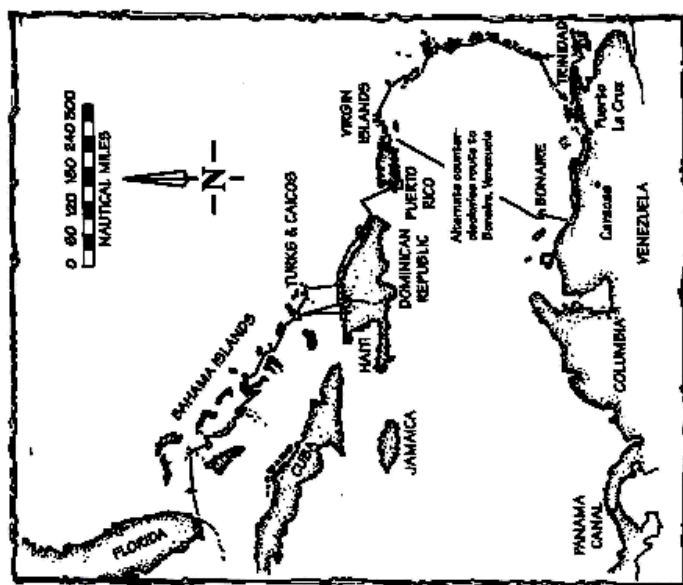 0 60 120 180 240 300
NAUTICAL MILES
N
FLORIDA
BAHAMA ISLANDS
TURKS & CAICOS
CUBA
VIRGIN
ISLANDS
HAITI
DOMINICAN
REPUBLIC
PUERTO
RICO
JAMAICA
Alternate counter-
clockwise route to
Bonaire, Venezuela
BONAIRE
TRINIDAD
Caracas
Puerto
La Cruz
PANAMA
CANAL
COLUMBIA
VENEZUELA